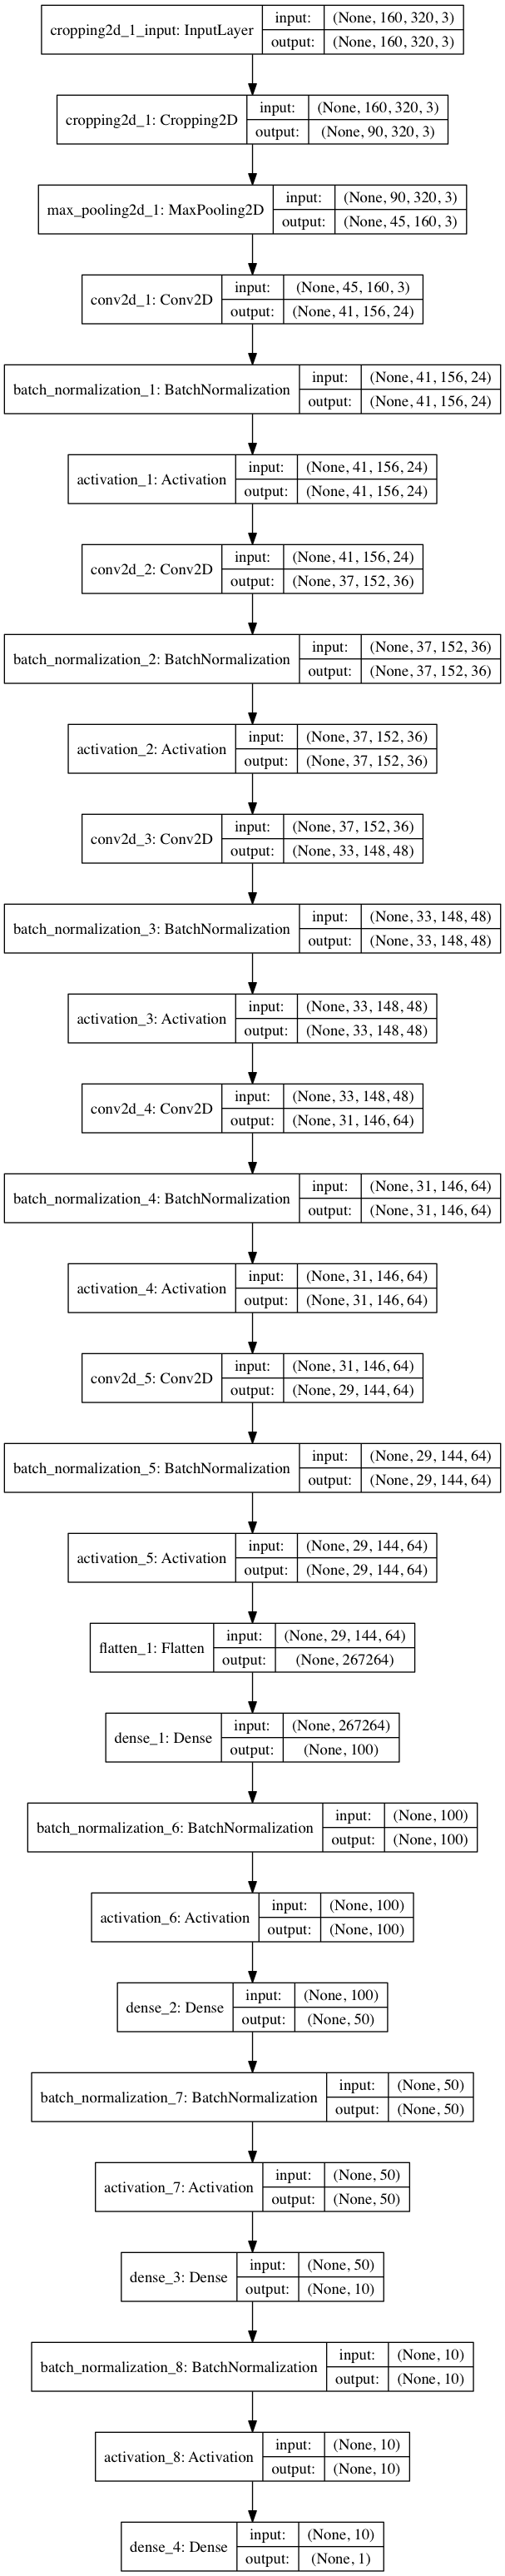 cropping2d_1_input: InputLayer
input:
(None, 160, 320, 3)
output:
(None, 160, 320, 3)
cropping2d_1: Cropping2D
input:
(None, 160, 320, 3)
output:
(None, 90, 320, 3)
max_pooling2d_1: MaxPooling2D
input:
(None, 90, 320, 3)
output:
(None, 45, 160, 3)
conv2d_1: Conv2D
input:
(None, 45, 160, 3)
output:
(None, 41, 156, 24)
batch_normalization_1: BatchNormalization
input:
(None, 41, 156, 24)
output:
(None, 41, 156, 24)
activation_1: Activation
input:
(None, 41, 156, 24)
output:
(None, 41, 156, 24)
conv2d_2: Conv2D
input:
(None, 41, 156, 24)
output:
(None, 37, 152, 36)
batch_normalization_2: BatchNormalization
input:
(None, 37, 152, 36)
output:
(None, 37, 152, 36)
activation_2: Activation
input:
(None, 37, 152, 36)
output:
(None, 37, 152, 36)
conv2d_3: Conv2D
input:
(None, 37, 152, 36)
output:
(None, 33, 148, 48)
batch_normalization_3: BatchNormalization
input:
(None, 33, 148, 48)
output:
(None, 33, 148, 48)
activation_3: Activation
input:
(None, 33, 148, 48)
output:
(None, 33, 148, 48)
conv2d_4: Conv2D
input:
(None, 33, 148, 48)
output:
(None, 31, 146, 64)
batch_normalization_4: BatchNormalization
input:
(None, 31, 146, 64)
output:
(None, 31, 146, 64)
activation_4: Activation
input:
(None, 31, 146, 64)
output:
(None, 31, 146, 64)
conv2d_5: Conv2D
input:
(None, 31, 146, 64)
output:
(None, 29, 144, 64)
batch_normalization_5: BatchNormalization
input:
(None, 29, 144, 64)
output:
(None, 29, 144, 64)
activation_5: Activation
input:
(None, 29, 144, 64)
output:
(None, 29, 144, 64)
flatten_1: Flatten
input:
(None, 29, 144, 64)
output:
(None, 267264)
dense_1: Dense
input:
(None, 267264)
output:
(None, 100)
batch_normalization_6: BatchNormalization
input:
(None, 100)
output:
(None, 100)
activation_6: Activation
input:
(None, 100)
output:
(None, 100)
dense_2: Dense
input:
(None, 100)
output:
(None, 50)
batch_normalization_7: BatchNormalization
input:
(None, 50)
output:
(None, 50)
activation_7: Activation
input:
(None, 50)
output:
(None, 50)
dense_3: Dense
input:
(None, 50)
output:
(None, 10)
batch_normalization_8: BatchNormalization
input:
(None, 10)
output:
(None, 10)
activation_8: Activation
input:
(None, 10)
output:
(None, 10)
dense_4: Dense
input:
(None, 10)
output:
(None, 1)